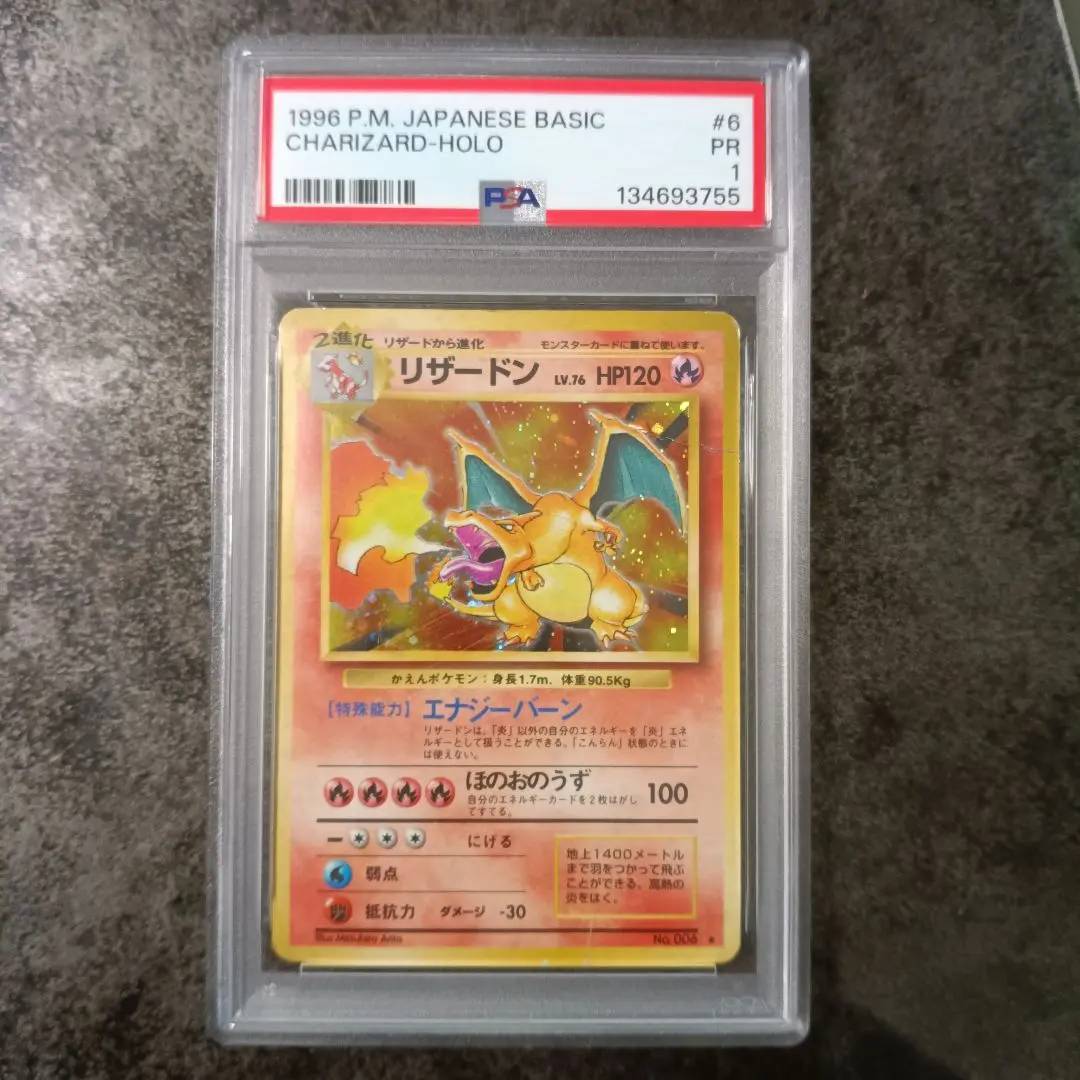 1996 P.M. JAPANESE BASIC #6
CHARIZARD-HOLO PR
1
PSA 134693755
2進化 リザードから進化 モンスターカードに重ねて使います。
リザードン LV.76 HP120
かえんポケモン：身長1.7m、体重90.5Kg
［特殊能力］エナジーバーン
リザードンは、「炎」以外の自分のエネルギーを「炎」エネ
ルギーとして扱うことができる。「こんらん」状態のときに
は使えない。
ほのおのうず 100
自分のエネルギーカードを2枚はがし
てすてる。
にげる
弱点
抵抗力 ダメージ -30
地上1400メートル
まで羽をつかって飛ぶ
ことができる。高熱の
炎をはく。
Illus. Mitsuhiro Arita No. 006 ★